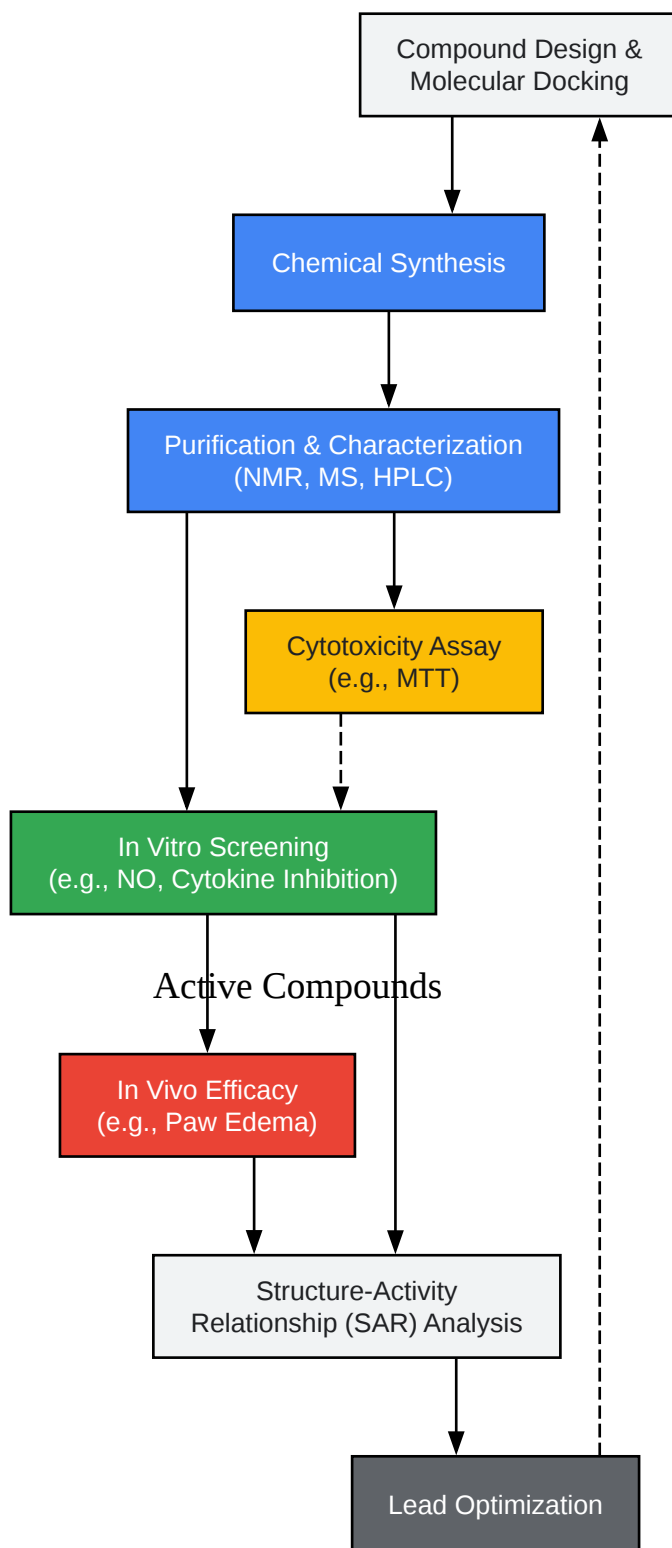 Compound Design &
Molecular Docking
Chemical Synthesis
Purification & Characterization
(NMR, MS, HPLC)
Cytotoxicity Assay
(e.g., MTT)
In Vitro Screening
(e.g., NO, Cytokine Inhibition)
Active Compounds
In Vivo Efficacy
(e.g., Paw Edema)
Structure-Activity
Relationship (SAR) Analysis
Lead Optimization